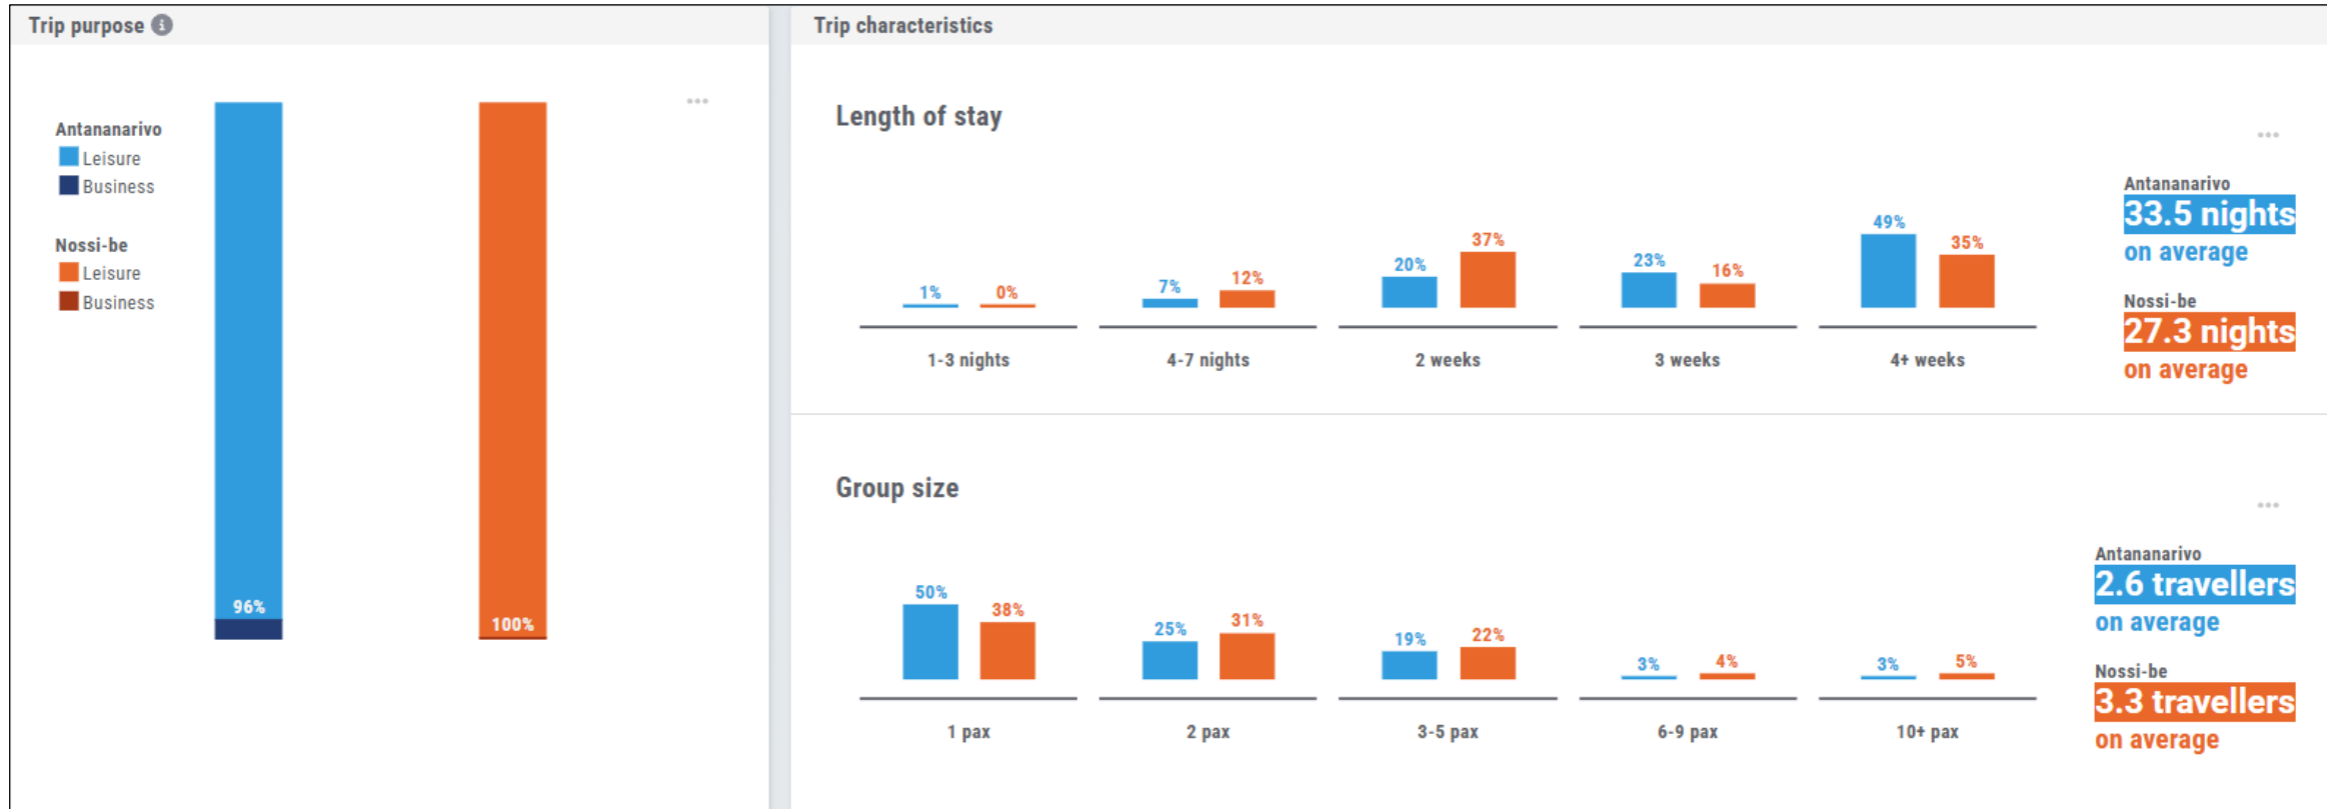 Trip purpose
Antananarivo
Leisure
Business
Nossi-be
Leisure
Business
96%
100%
Trip characteristics
Length of stay
1% 0% 7% 12% 20% 37% 23% 16% 49% 35%
1-3 nights 4-7 nights 2 weeks 3 weeks 4+ weeks
Antananarivo
33.5 nights
on average
Nossi-be
27.3 nights
on average
Group size
50% 38% 25% 31% 19% 22% 3% 4% 3% 5%
1 pax 2 pax 3-5 pax 6-9 pax 10+ pax
Antananarivo
2.6 travellers
on average
Nossi-be
3.3 travellers
on average